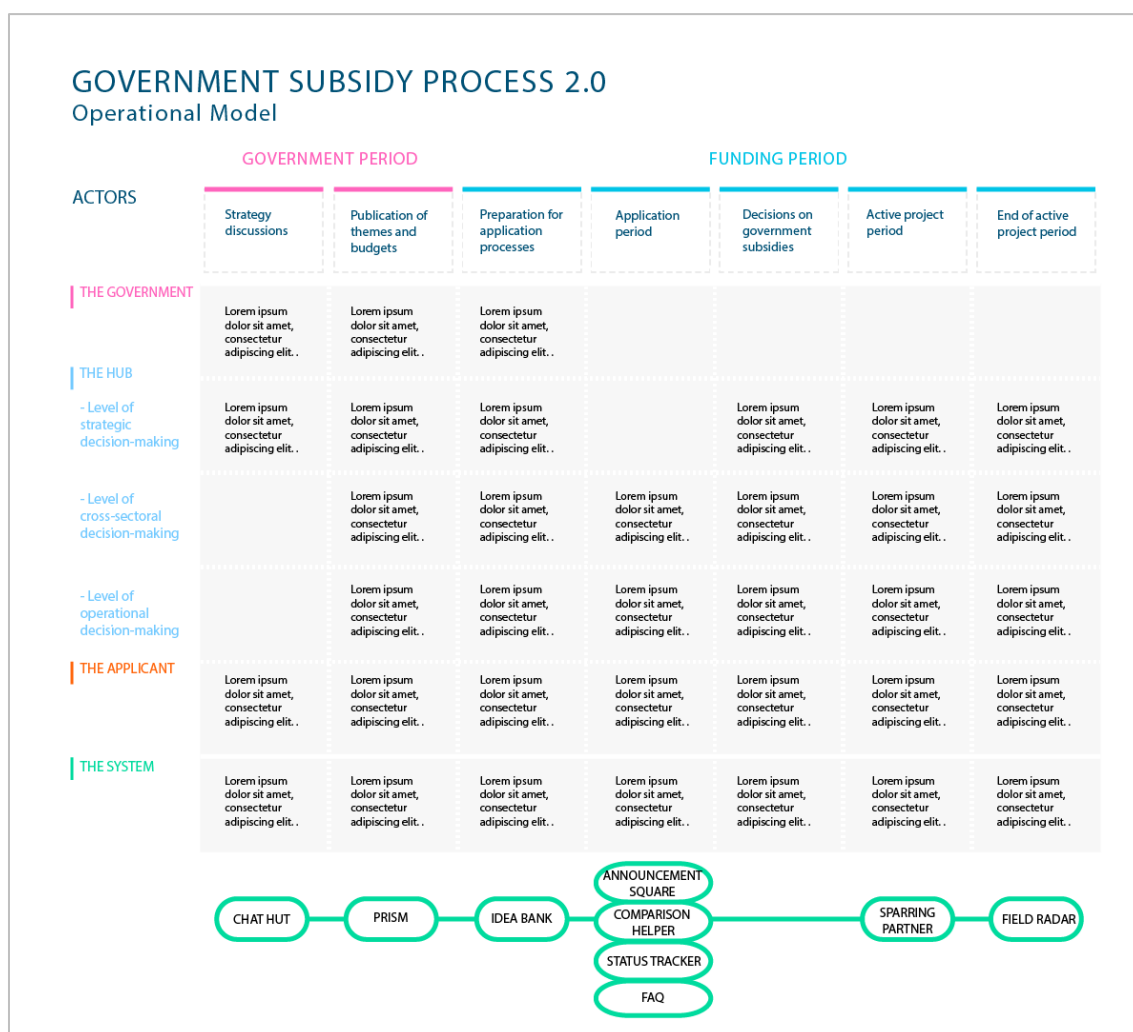 GOVERNMENT SUBSIDY PROCESS 2.0
Operational Model
GOVERNMENT PERIOD
FUNDING PERIOD
ACTORS
Strategy
discussions
Publication of
themes and
budgets
Preparation for
application
processes
Application
period
Decisions on
government
subsidies
Active project
period
End of active
project period
THE GOVERNMENT
Lorem ipsum
dolor sit amet,
consectetur
adipiscing elit. .
Lorem ipsum
dolor sit amet,
consectetur
adipiscing elit. .
Lorem ipsum
dolor sit amet,
consectetur
adipiscing elit. .
THE HUB
- Level of
strategic
decision-making
Lorem ipsum
dolor sit amet,
consectetur
adipiscing elit. .
Lorem ipsum
dolor sit amet,
consectetur
adipiscing elit. .
Lorem ipsum
dolor sit amet,
consectetur
adipiscing elit. .
Lorem ipsum
dolor sit amet,
consectetur
adipiscing elit. .
Lorem ipsum
dolor sit amet,
consectetur
adipiscing elit. .
Lorem ipsum
dolor sit amet,
consectetur
adipiscing elit. .
- Level of
cross-sectoral
decision-making
Lorem ipsum
dolor sit amet,
consectetur
adipiscing elit. .
Lorem ipsum
dolor sit amet,
consectetur
adipiscing elit. .
Lorem ipsum
dolor sit amet,
consectetur
adipiscing elit. .
Lorem ipsum
dolor sit amet,
consectetur
adipiscing elit. .
Lorem ipsum
dolor sit amet,
consectetur
adipiscing elit. .
Lorem ipsum
dolor sit amet,
consectetur
adipiscing elit. .
- Level of
operational
decision-making
Lorem ipsum
dolor sit amet,
consectetur
adipiscing elit. .
Lorem ipsum
dolor sit amet,
consectetur
adipiscing elit. .
Lorem ipsum
dolor sit amet,
consectetur
adipiscing elit. .
Lorem ipsum
dolor sit amet,
consectetur
adipiscing elit. .
Lorem ipsum
dolor sit amet,
consectetur
adipiscing elit. .
Lorem ipsum
dolor sit amet,
consectetur
adipiscing elit. .
THE APPLICANT
Lorem ipsum
dolor sit amet,
consectetur
adipiscing elit. .
Lorem ipsum
dolor sit amet,
consectetur
adipiscing elit. .
Lorem ipsum
dolor sit amet,
consectetur
adipiscing elit. .
Lorem ipsum
dolor sit amet,
consectetur
adipiscing elit. .
Lorem ipsum
dolor sit amet,
consectetur
adipiscing elit. .
Lorem ipsum
dolor sit amet,
consectetur
adipiscing elit. .
Lorem ipsum
dolor sit amet,
consectetur
adipiscing elit. .
THE SYSTEM
Lorem ipsum
dolor sit amet,
consectetur
adipiscing elit. .
Lorem ipsum
dolor sit amet,
consectetur
adipiscing elit. .
Lorem ipsum
dolor sit amet,
consectetur
adipiscing elit. .
Lorem ipsum
dolor sit amet,
consectetur
adipiscing elit. .
Lorem ipsum
dolor sit amet,
consectetur
adipiscing elit. .
Lorem ipsum
dolor sit amet,
consectetur
adipiscing elit. .
Lorem ipsum
dolor sit amet,
consectetur
adipiscing elit. .
CHAT HUT
PRISM
IDEA BANK
ANNOUNCEMENT
SQUARE
COMPARISON
HELPER
STATUS TRACKER
FAQ
SPARRING
PARTNER
FIELD RADAR